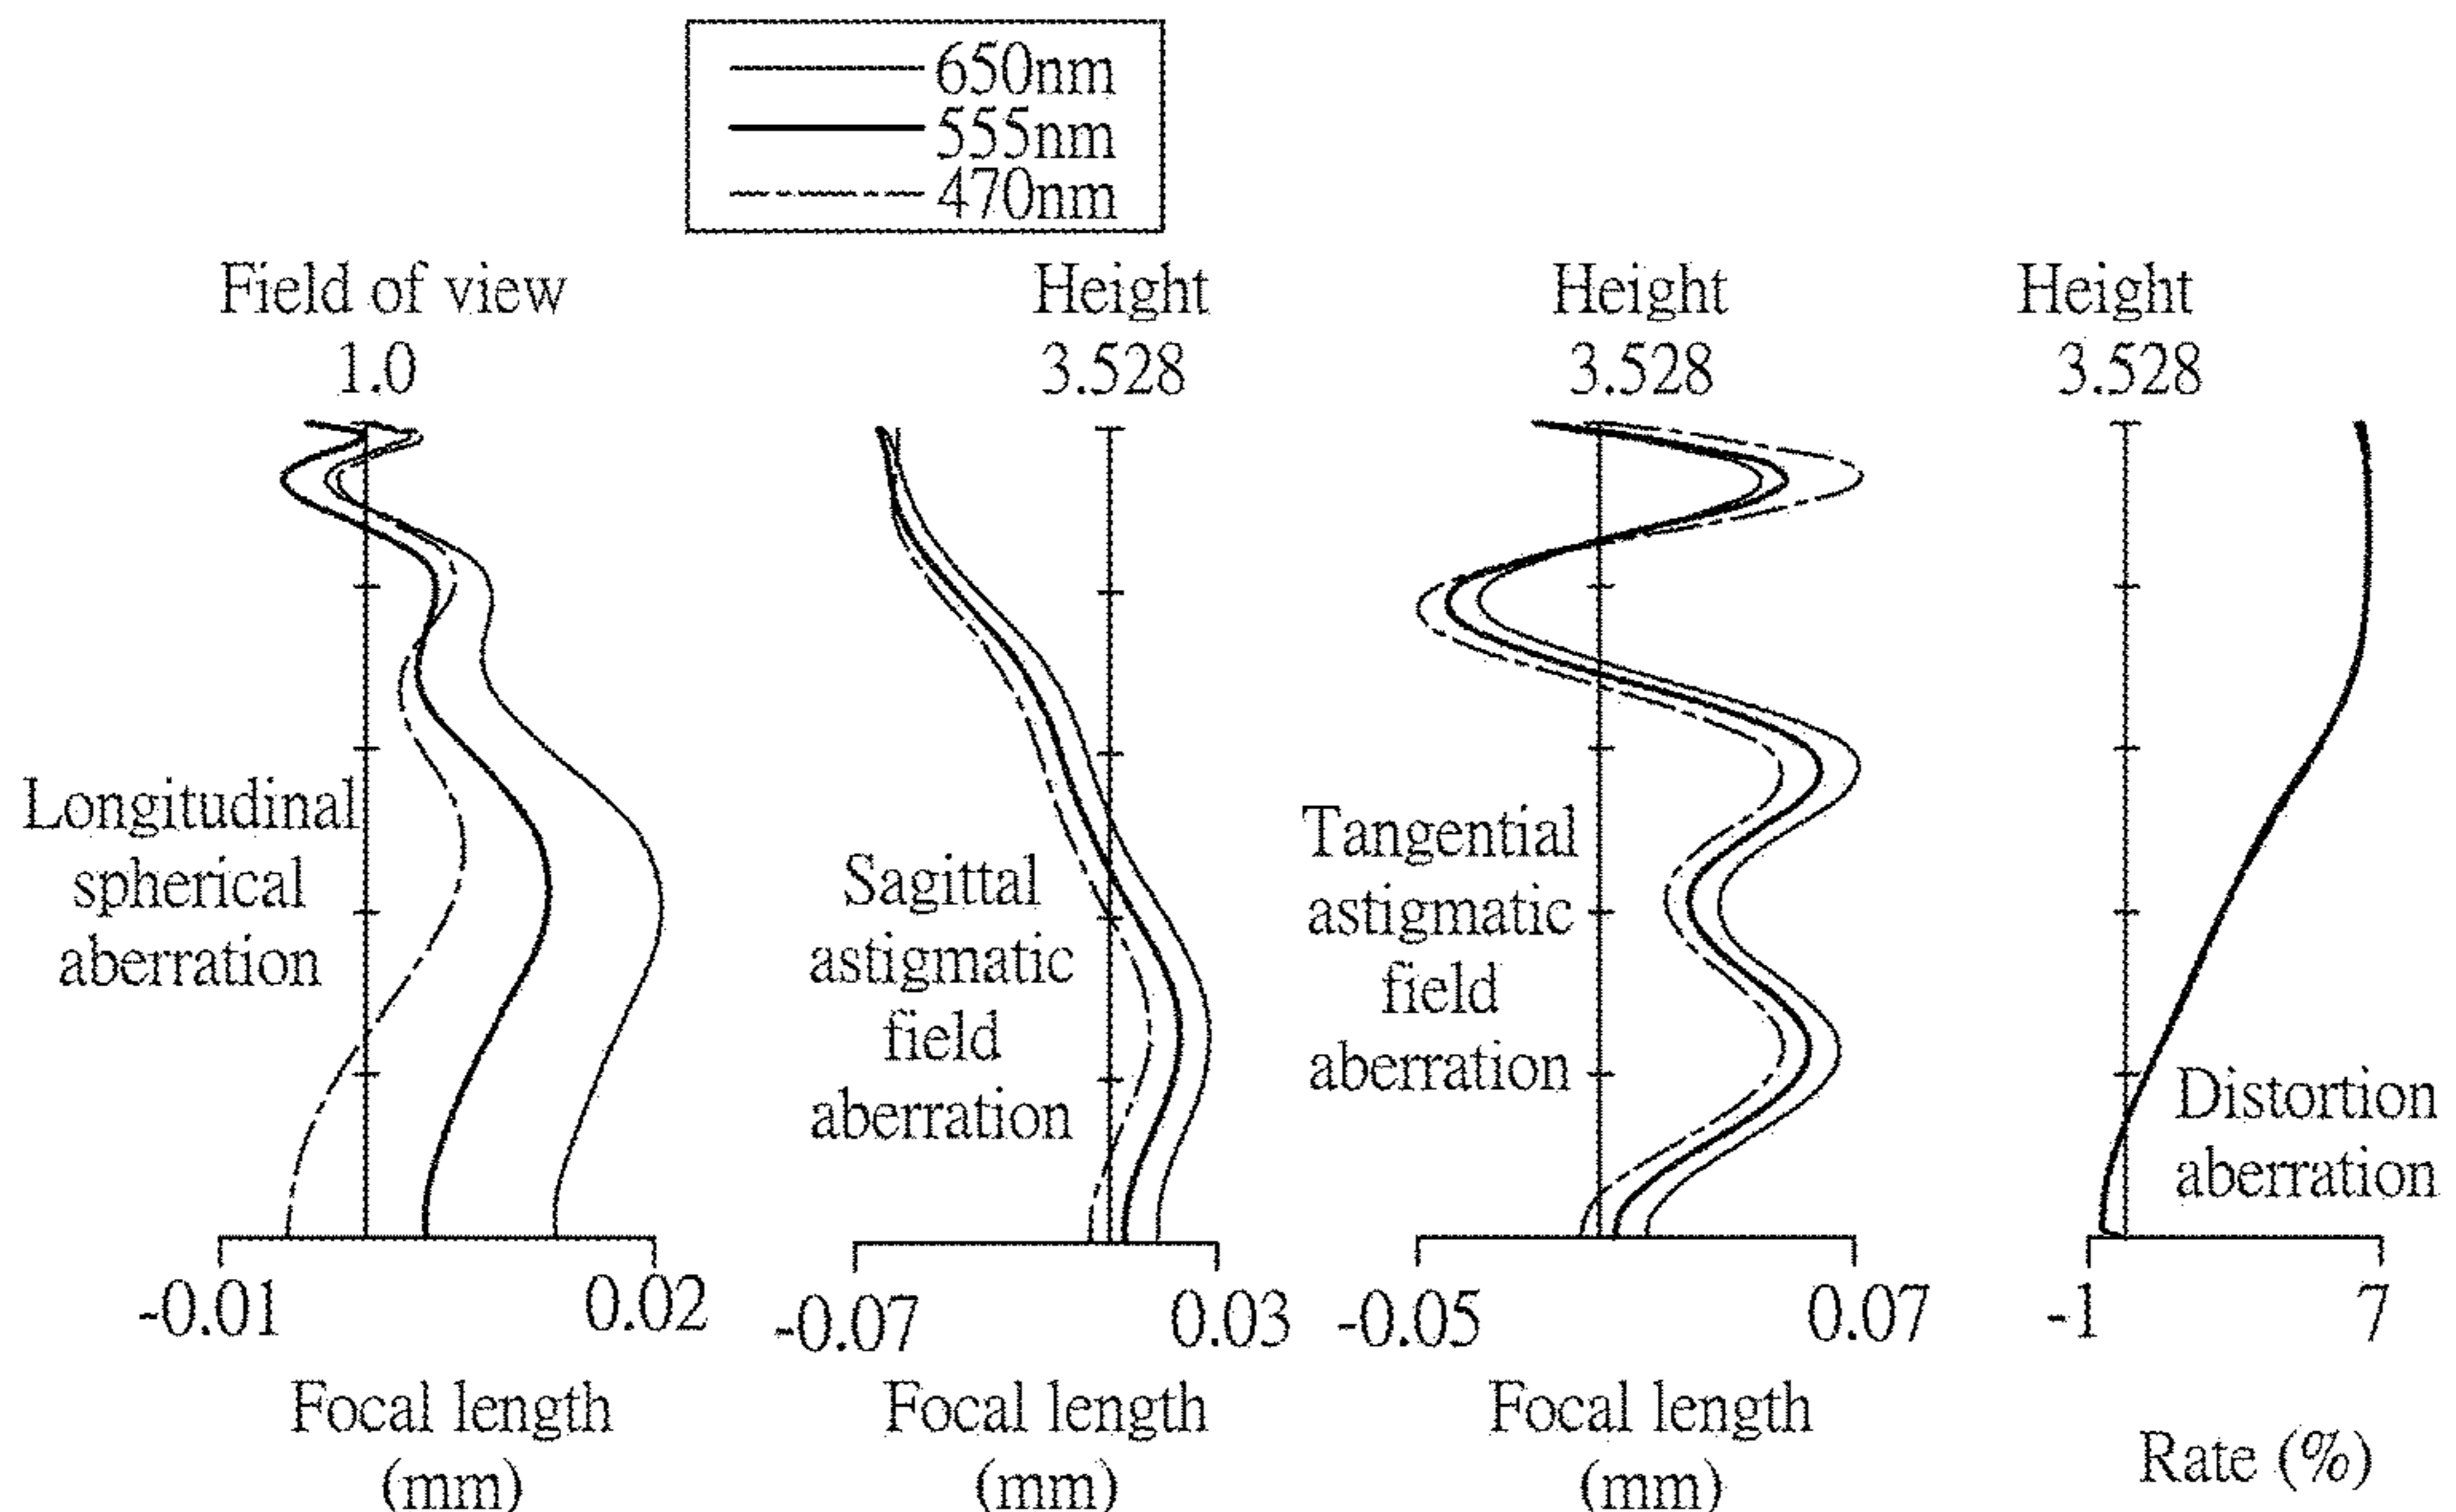 650nm
555nm
470nm
Field of view
1.0
Longitudinal
spherical
aberration
-0.01
0.02
Focal length
(mm)
Height
3.528
Sagittal
astigmatic
field
aberration
-0.07
0.03
Focal length
(mm)
Height
3.528
Tangential
astigmatic
field
aberration
-0.05
0.07
Focal length
(mm)
Height
3.528
Distortion
aberration
-1
7
Rate (%)